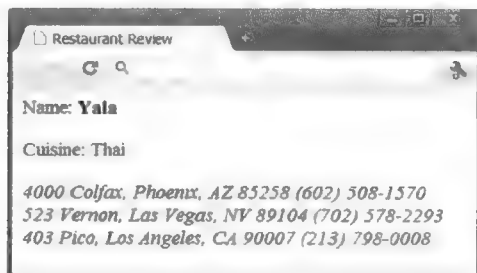 Restaurant Review
Name: Yala
Cuisine: Thai
4000 Colfax, Phoenix, AZ 85258 (602) 508-1570
523 Vernon, Las Vegas, NV 89104 (702) 578-2293
403 Pico, Los Angeles, CA 90007 (213) 798-0008